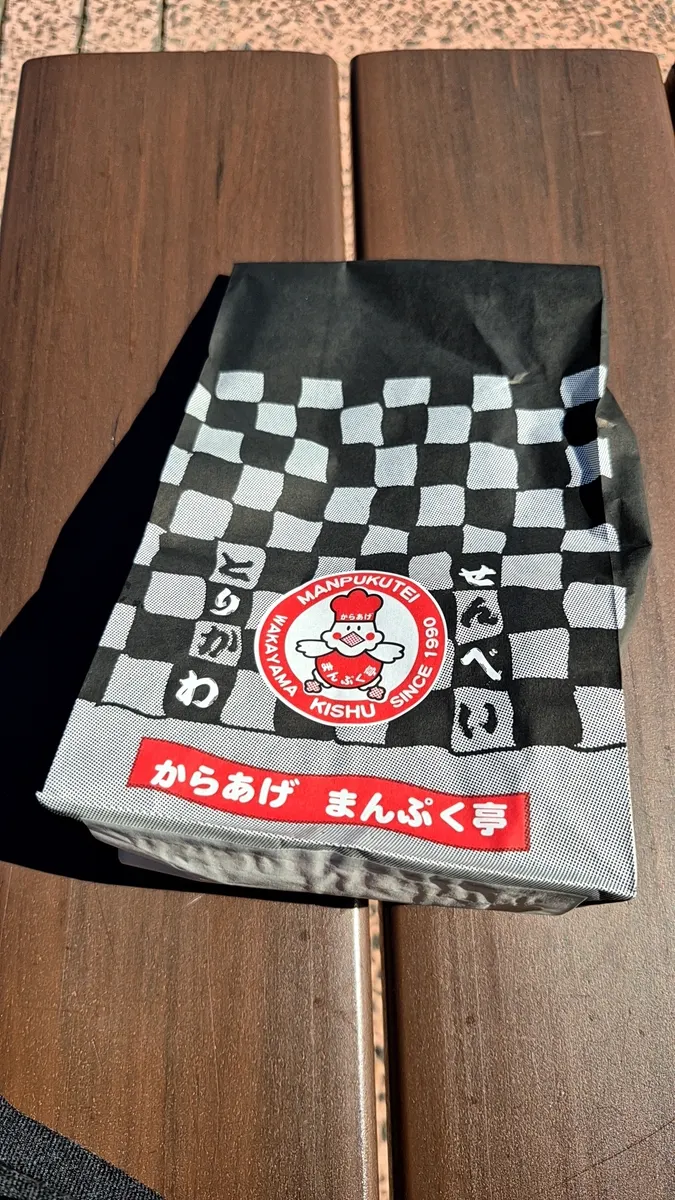 とりかわ
せんべい
MANPUKUTEI
WAKAYAMA KISHU SINCE 1990
からあげ
まんぷく亭
からあげ まんぷく亭